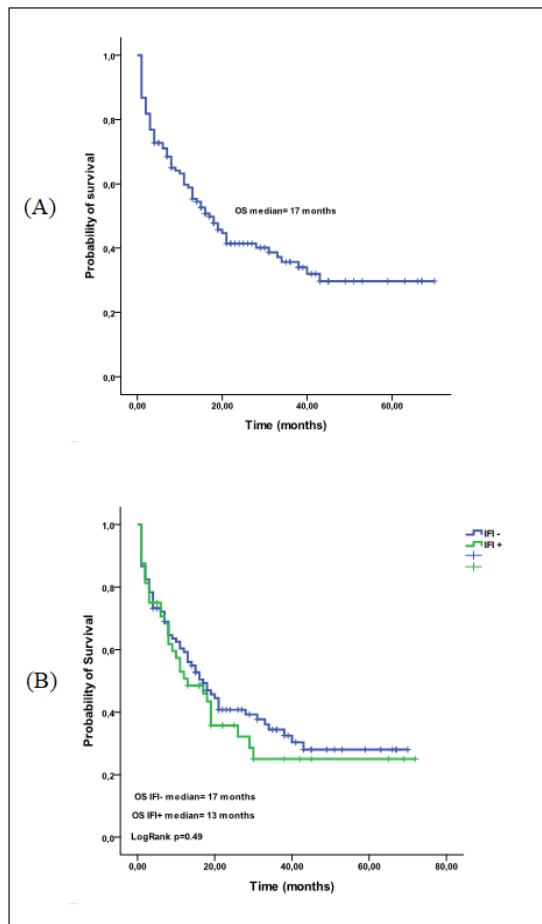 (A)
Probability of survival
1,0
0,8
0,6
0,4
0,2
0,0
OS median= 17 months
0,00 20,00 40,00 60,00
Time (months)
(B)
Probability of Survival
1,0
0,8
0,6
0,4
0,2
0,0
IFI -
IFI +
OS IFI- median= 17 months
OS IFI+ median= 13 months
LogRank p=0.49
0,00 20,00 40,00 60,00 80,00
Time (months)